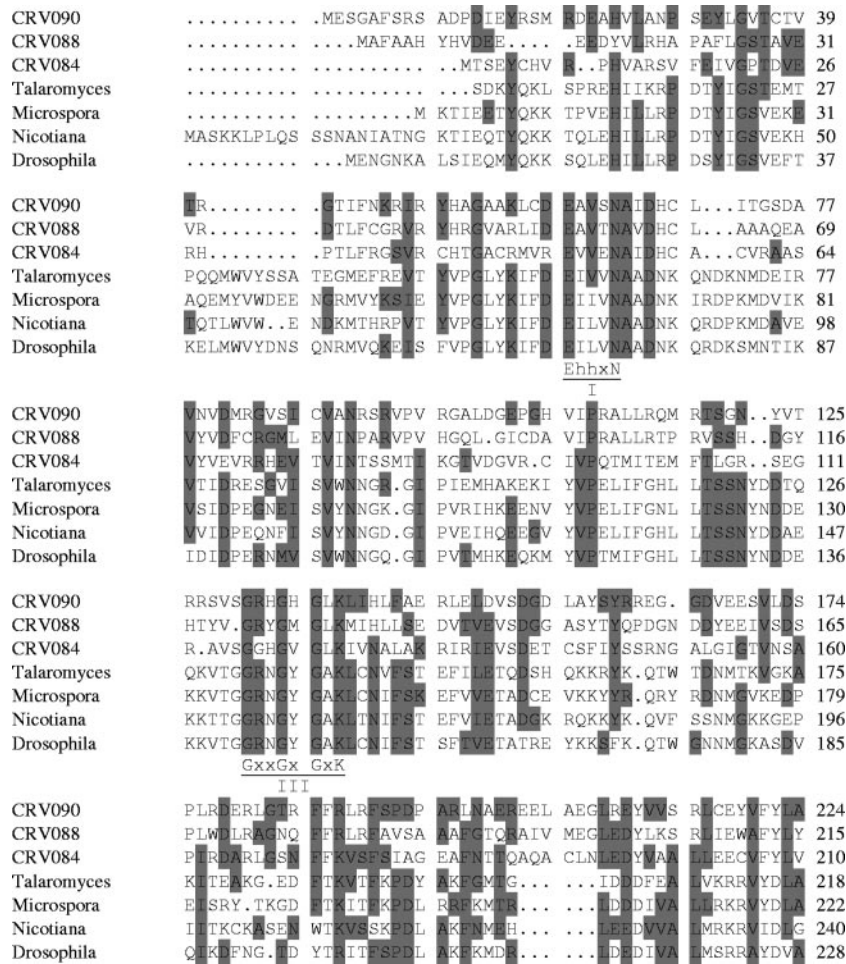 CRV090 .......... ....MESGAFSRS ADPDIEYRSM RDEAHVLANP SEYLGVTCTV 39
CRV088 .......... .....MAFAAH YHVDEE.... .EEDYVLRHA PAFLGSTAVE 31
CRV084 .......... .......... ..MTSEYCHV R..PHVARSV FEIVGPTDVE 26
Talaromyces .......... .......... ...SDKYQKL SPREHIIKRP DTYIGSTEMT 27
Microspora .......... .........M KTIEETYQKK TPVEHILLRP DTYIGSVEKE 31
Nicotiana MASKKLPLQS SSNANIATNG KTIEQTYQKK TQLEHILLRP DTYIGSVEKH 50
Drosophila .......... ...MENGNKA LSIEQMYQKK SQLEHILLRP DSYIGSVEFT 37
CRV090 TR........ .GTIFNKRIR YHAGAAKLCD EAVSNAIDHC L...ITGSDA 77
CRV088 VR........ .DTLFCGRVR YHRGVARLID EAVTNAVDHC L...AAAQEA 69
CRV084 RH........ .PTLFRGSVR CHTGACRMVR EVVENAIDHC A...CVRAAS 64
Talaromyces PQQMWVYSSA TEGMEFREVT YVPGLYKIFD EIVVNAADNK QNDKNMDEIR 77
Microspora AQEMYVWDEE NGRMVYKSIE YVPGLYKIFD EIIVNAADNK IRDPKMDVIK 81
Nicotiana TQTLWVW..E NDKMTHRPVT YVPGLYKIFD EILVNAADNK QRDPKMDAVE 98
Drosophila KELMWVYDNS QNRMVQKEIS FVPGLYKIFD EILVNAADNK QRDKSMNTIK 87
EhhxN
I
CRV090 VNVDMRGVSI CVANRSRVPV RGALDGEPGH VIPRALLRQM RTSGN..YVT 125
CRV088 VYVDFCRGML EVINPARVPV HGQL.GICDA VIPRALLRTP RVSSH..DGY 116
CRV084 VYVEVRRHEV TVINTSSMTI KGTVDGVR.C IVPQTMITEM FTLGR..SEG 111
Talaromyces VTIDRESGVI SVWNNGR.GI PIEMHAKEKI YVPELIFGHL LTSSNYDDTQ 126
Microspora VSIDPEGNEI SVYNNGK.GI PVRIHKEENV YVPELIFGNL LTSSNYNDDE 130
Nicotiana VVIDPEQNFI SVYNNGD.GI PVEIHQEEGV YVPELIFGHL LTSSNYDDAE 147
Drosophila IDIDPERNMV SVWNNGQ.GI PVTMHKEQKM YVPTMIFGHL LTSSNYNDDE 136
CRV090 RRSVSGRHGH GLKLIHLFAE RLELDVSDGD LAYSYRREG. GDVEESVLDS 174
CRV088 HTYV.GRYGM GLKMIHLLSE DVTVEVSDGG ASYTYQPDGN DDYEEIVSDS 165
CRV084 R.AVSGGHGV GLKIVNALAK RIRIEVSDET CSFIYSSRNG ALGIGTVNSA 160
Talaromyces QKVTGGRNGY GAKLCNVFST EFILETQDSH QKKRYK.QTW TDNMTKVGKA 175
Microspora KKVTGGRNGY GAKLCNIFSK EFVVETADCE VKKYYR.QRY RDNMGVKEDP 179
Nicotiana KKTTGGRNGY GAKLTNIFST EFVIETADGK RQKKYK.QVF SSNMGKKGEP 196
Drosophila KKVTGGRNGY GAKLCNIFST SFTVETATRE YKKSFK.QTW GNNMGKASDV 185
GxxGx GxK
III
CRV090 PLRDERLGTR FFRLRFSPDP ARLNAEREEL AEGLREYVVS RLCEYVFYLA 224
CRV088 PLWDLRAGNQ FFRLRFAVSA AAFGTQRAIV MEGLEDYLKS RLIEWAFYLY 215
CRV084 PIRDARLGSN FFKVSFSIAG EAFNTTQAQA CLNLEDYVAA LLEECVFYLV 210
Talaromyces KITEAKG.ED FTKVTFKPDY AKFGMTG... ...IDDDFEA LVKRRVYDLA 218
Microspora EISRY.TKGD FTKITFKPDL RRFKMTR... ...LDDDIVA LLRKRVYDLA 222
Nicotiana IITKCKASEN WTKVSSKPDL AKFNMEH... ...LEEDVVA LMRKRVIDLG 240
Drosophila QIKDFNG.TD YTRITFSPDL AKFKMDR... ...LDEDIVA LMSRRAYDVA 228